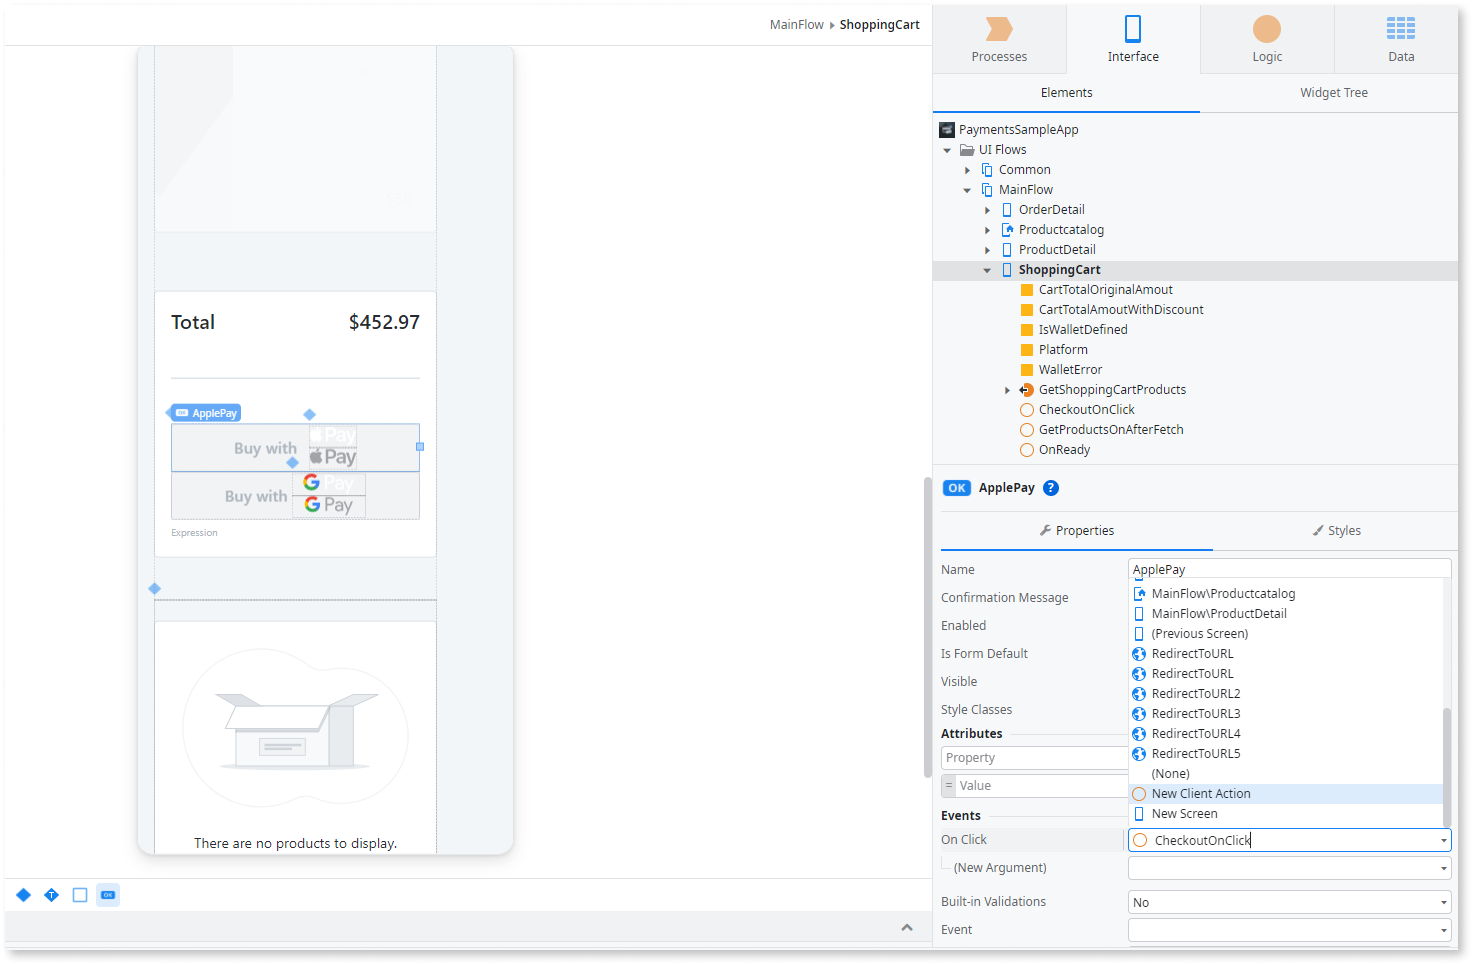 MainFlow ▸ ShoppingCart
Processes
Interface
Logic
Data
Elements
Widget Tree
PaymentsSampleApp
UI Flows
Common
MainFlow
OrderDetail
Productcatalog
ProductDetail
ShoppingCart
CartTotalOriginalAmout
CartTotalAmoutWithDiscount
IsWalletDefined
Platform
WalletError
GetShoppingCartProducts
CheckoutOnClick
GetProductsOnAfterFetch
OnReady
Total $452.97
OK ApplePay
Buy with Pay
Pay
Buy with G Pay
G Pay
Expression
There are no products to display.
OK
OK ApplePay ?
Properties
Styles
Name ApplePay
Confirmation Message
Enabled
Is Form Default
Visible
Style Classes
Attributes
Property
= Value
MainFlow\Productcatalog
MainFlow\ProductDetail
(Previous Screen)
RedirectToURL
RedirectToURL
RedirectToURL2
RedirectToURL3
RedirectToURL4
RedirectToURL5
(None)
New Client Action
New Screen
Events
On Click CheckoutOnClick
(New Argument)
Built-in Validations No
Event